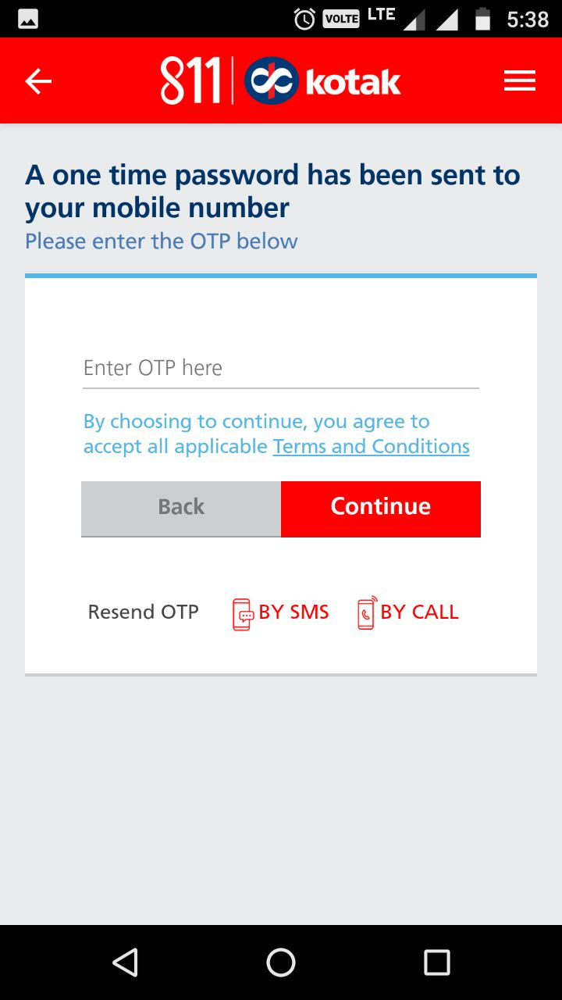 VOLTE LTE 5:38
811 kotak
A one time password has been sent to
your mobile number
Please enter the OTP below
Enter OTP here
By choosing to continue, you agree to
accept all applicable Terms and Conditions
Back Continue
Resend OTP BY SMS BY CALL